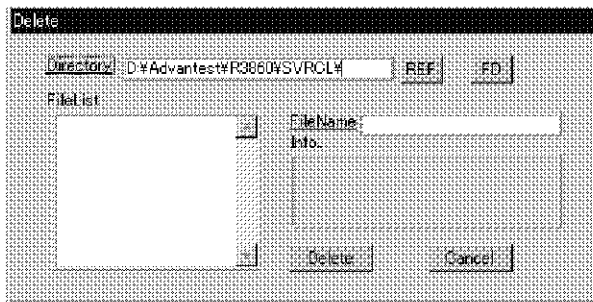 Delete
Directory D:¥Advantest¥R3860¥SVRCL¥ REF FD
FileList
FileName
Info.
Delete Cancel